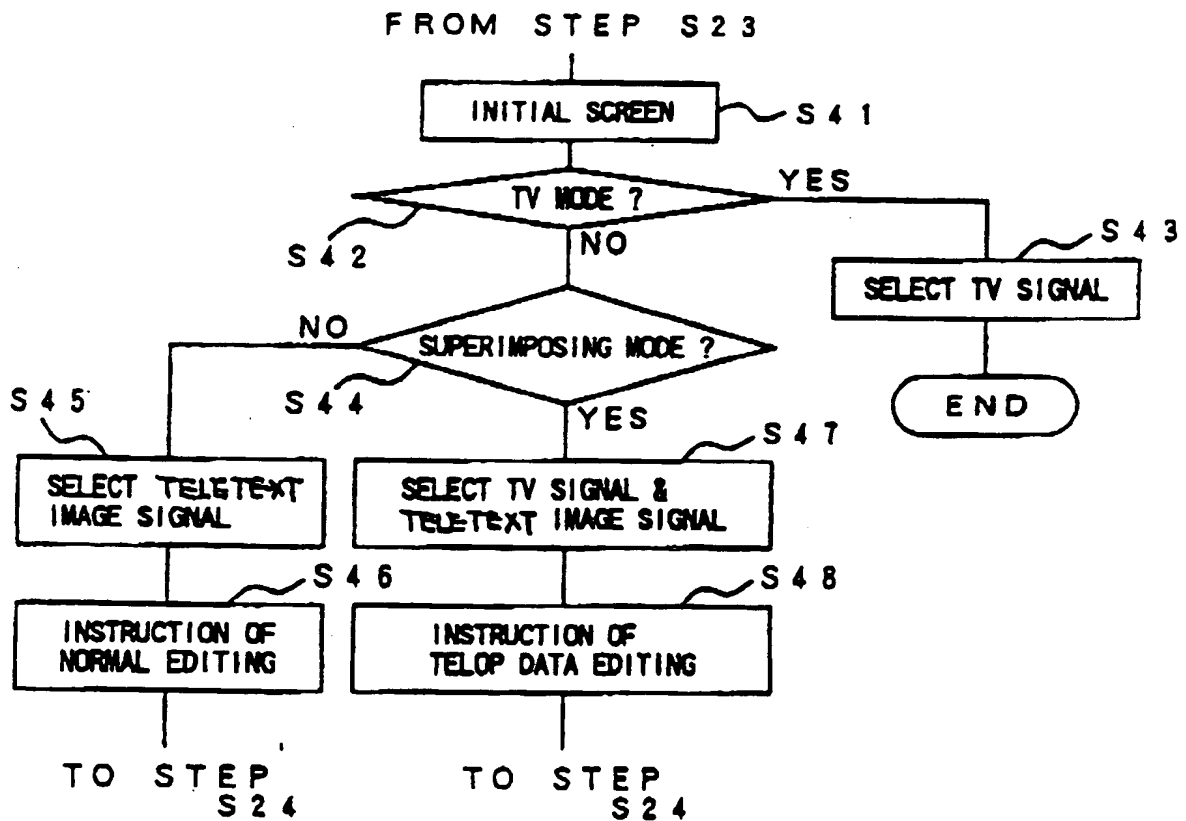 FROM STEP S23
INITIAL SCREEN
S41
TV MODE ?
YES
S42
NO
S43
SELECT TV SIGNAL
NO
SUPERIMPOSING MODE ?
S44
YES
END
S45
S47
SELECT TELETEXT
IMAGE SIGNAL
SELECT TV SIGNAL &
TELETEXT IMAGE SIGNAL
S46
S48
INSTRUCTION OF
NORMAL EDITING
INSTRUCTION OF
TELOP DATA EDITING
TO STEP
S24
TO STEP
S24